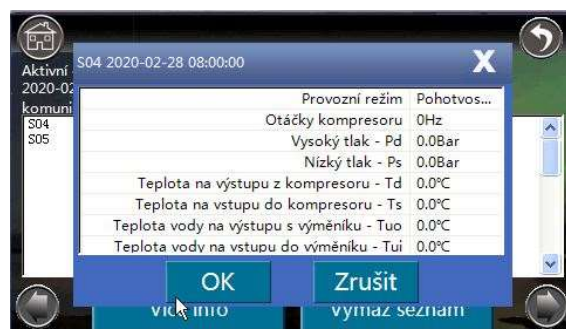 Aktivní
S04 2020-02-28 08:00:00 X
2020-02
komuni
S04
S05
Provozní režim Pohotvos...
Otáčky kompresoru 0Hz
Vysoký tlak - Pd 0.0Bar
Nízký tlak - Ps 0.0Bar
Teplota na výstupu z kompresoru - Td 0.0°C
Teplota na vstupu do kompresoru - Ts 0.0°C
Teplota vody na výstupu s výměníku - Tuo 0.0°C
Teplota vody na vstupu do výměníku - Tui 0.0°C
OK Zrušit
Více info Vymaž seznam